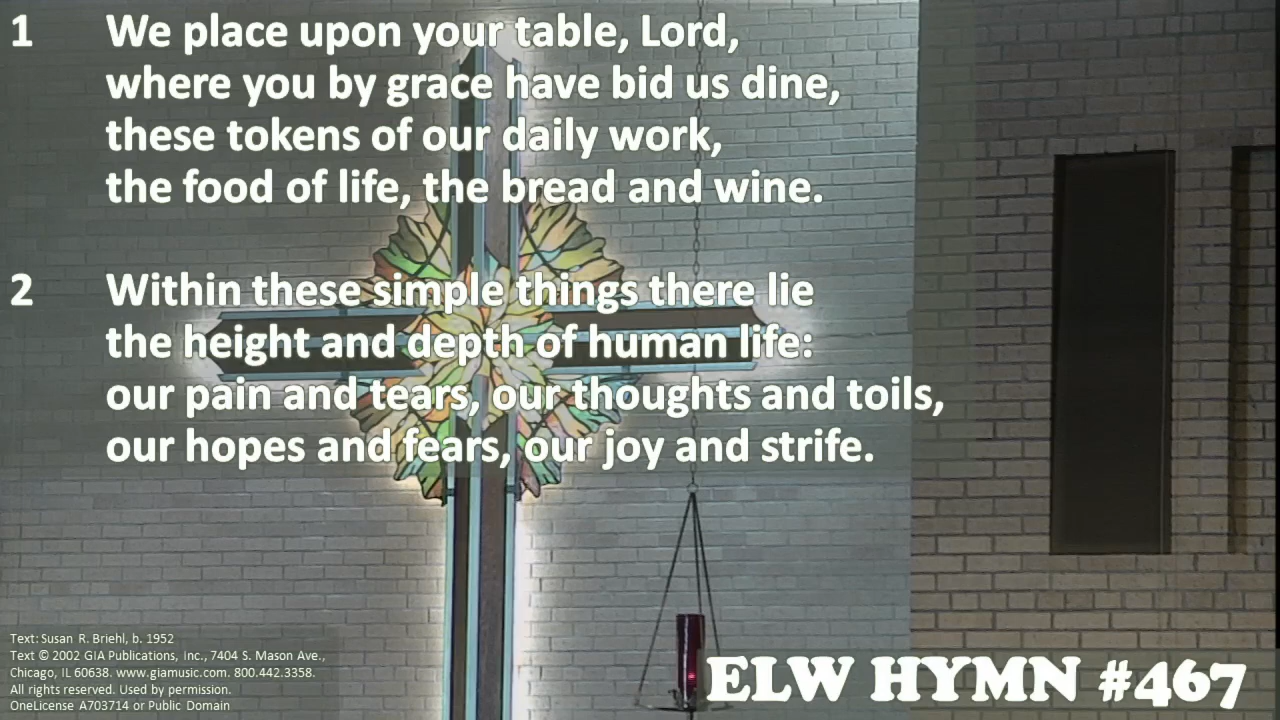 1 We place upon your table, Lord,
where you by grace have bid us dine,
these tokens of our daily work,
the food of life, the bread and wine.
2 Within these simple things there lie
the height and depth of human life:
our pain and tears, our thoughts and toils,
our hopes and fears, our joy and strife.
Text: Susan R. Briehl, b. 1952
Text © 2002 GIA Publications, inc., 7404 S. Mason Ave.,
Chicago, IL 60638. www.giamusic.com. 800.442.3358.
All rights reserved. Used by permission.
OneLicense A703714 or Public Domain
ELW HYMN #467